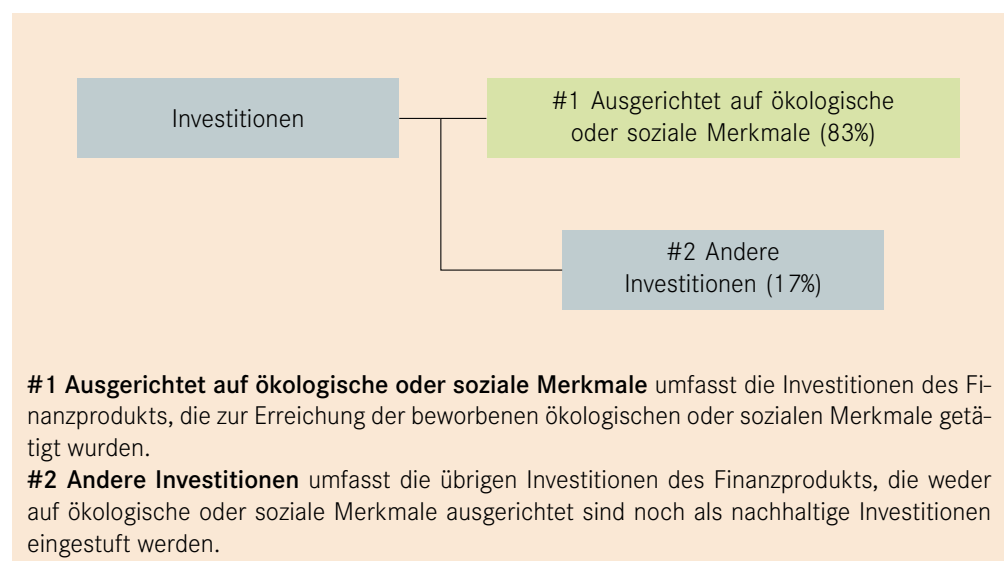 Investitionen
#1 Ausgerichtet auf ökologische
oder soziale Merkmale (83%)
#2 Andere
Investitionen (17%)
#1 Ausgerichtet auf ökologische oder soziale Merkmale umfasst die Investitionen des Fi-
nanzprodukts, die zur Erreichung der beworbenen ökologischen oder sozialen Merkmale getä-
tigt wurden.
#2 Andere Investitionen umfasst die übrigen Investitionen des Finanzprodukts, die weder
auf ökologische oder soziale Merkmale ausgerichtet sind noch als nachhaltige Investitionen
eingestuft werden.